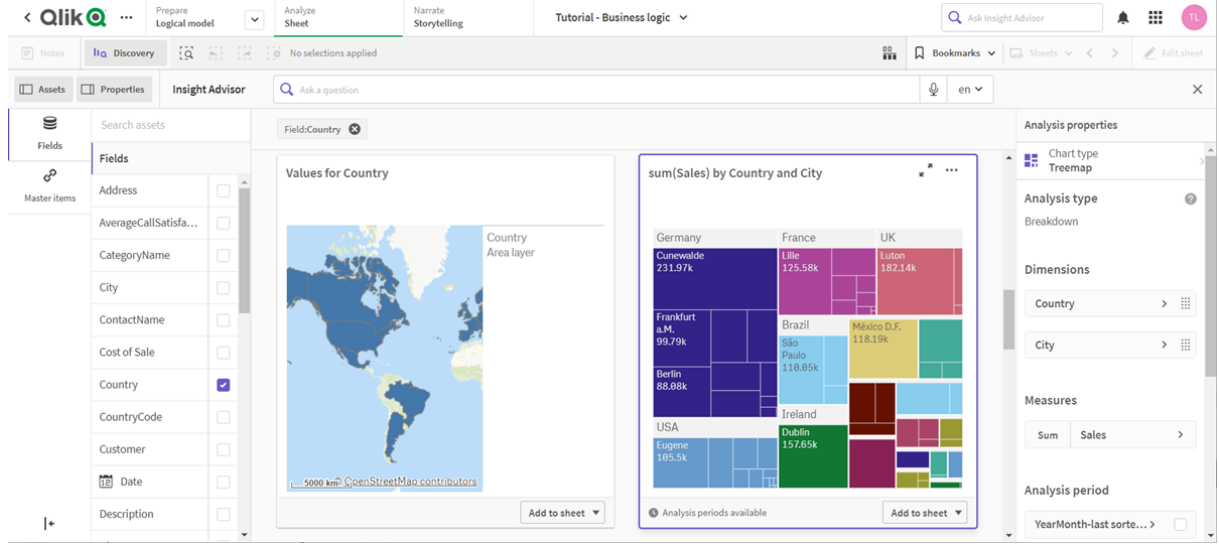 Qlik
Prepare
Logical model
Analyze
Sheet
Narrate
Storytelling
Tutorial - Business logic
Ask Insight Advisor
TL
Notes
Discovery
No selections applied
Bookmarks
Sheets
Edit sheet
Assets
Properties
Insight Advisor
Ask a question
en
Fields
Master items
Search assets
Fields
Address
AverageCallSatisfa...
CategoryName
City
ContactName
Cost of Sale
Country
CountryCode
Customer
Date
Description
Field:Country
Values for Country
Country
Area layer
5000 km
© OpenStreetMap contributors
Add to sheet
sum(Sales) by Country and City
Germany
Cunewalde
231.97k
Frankfurt
a.M.
99.79k
Berlin
88.08k
USA
Eugene
105.5k
France
Lille
125.58k
UK
Luton
182.14k
Brazil
São
Paulo
110.05k
México D.F.
118.19k
Ireland
Dublin
157.65k
Analysis periods available
Add to sheet
Analysis properties
Chart type
Treemap
Analysis type
Breakdown
Dimensions
Country
City
Measures
Sum
Sales
Analysis period
YearMonth-last sorte...